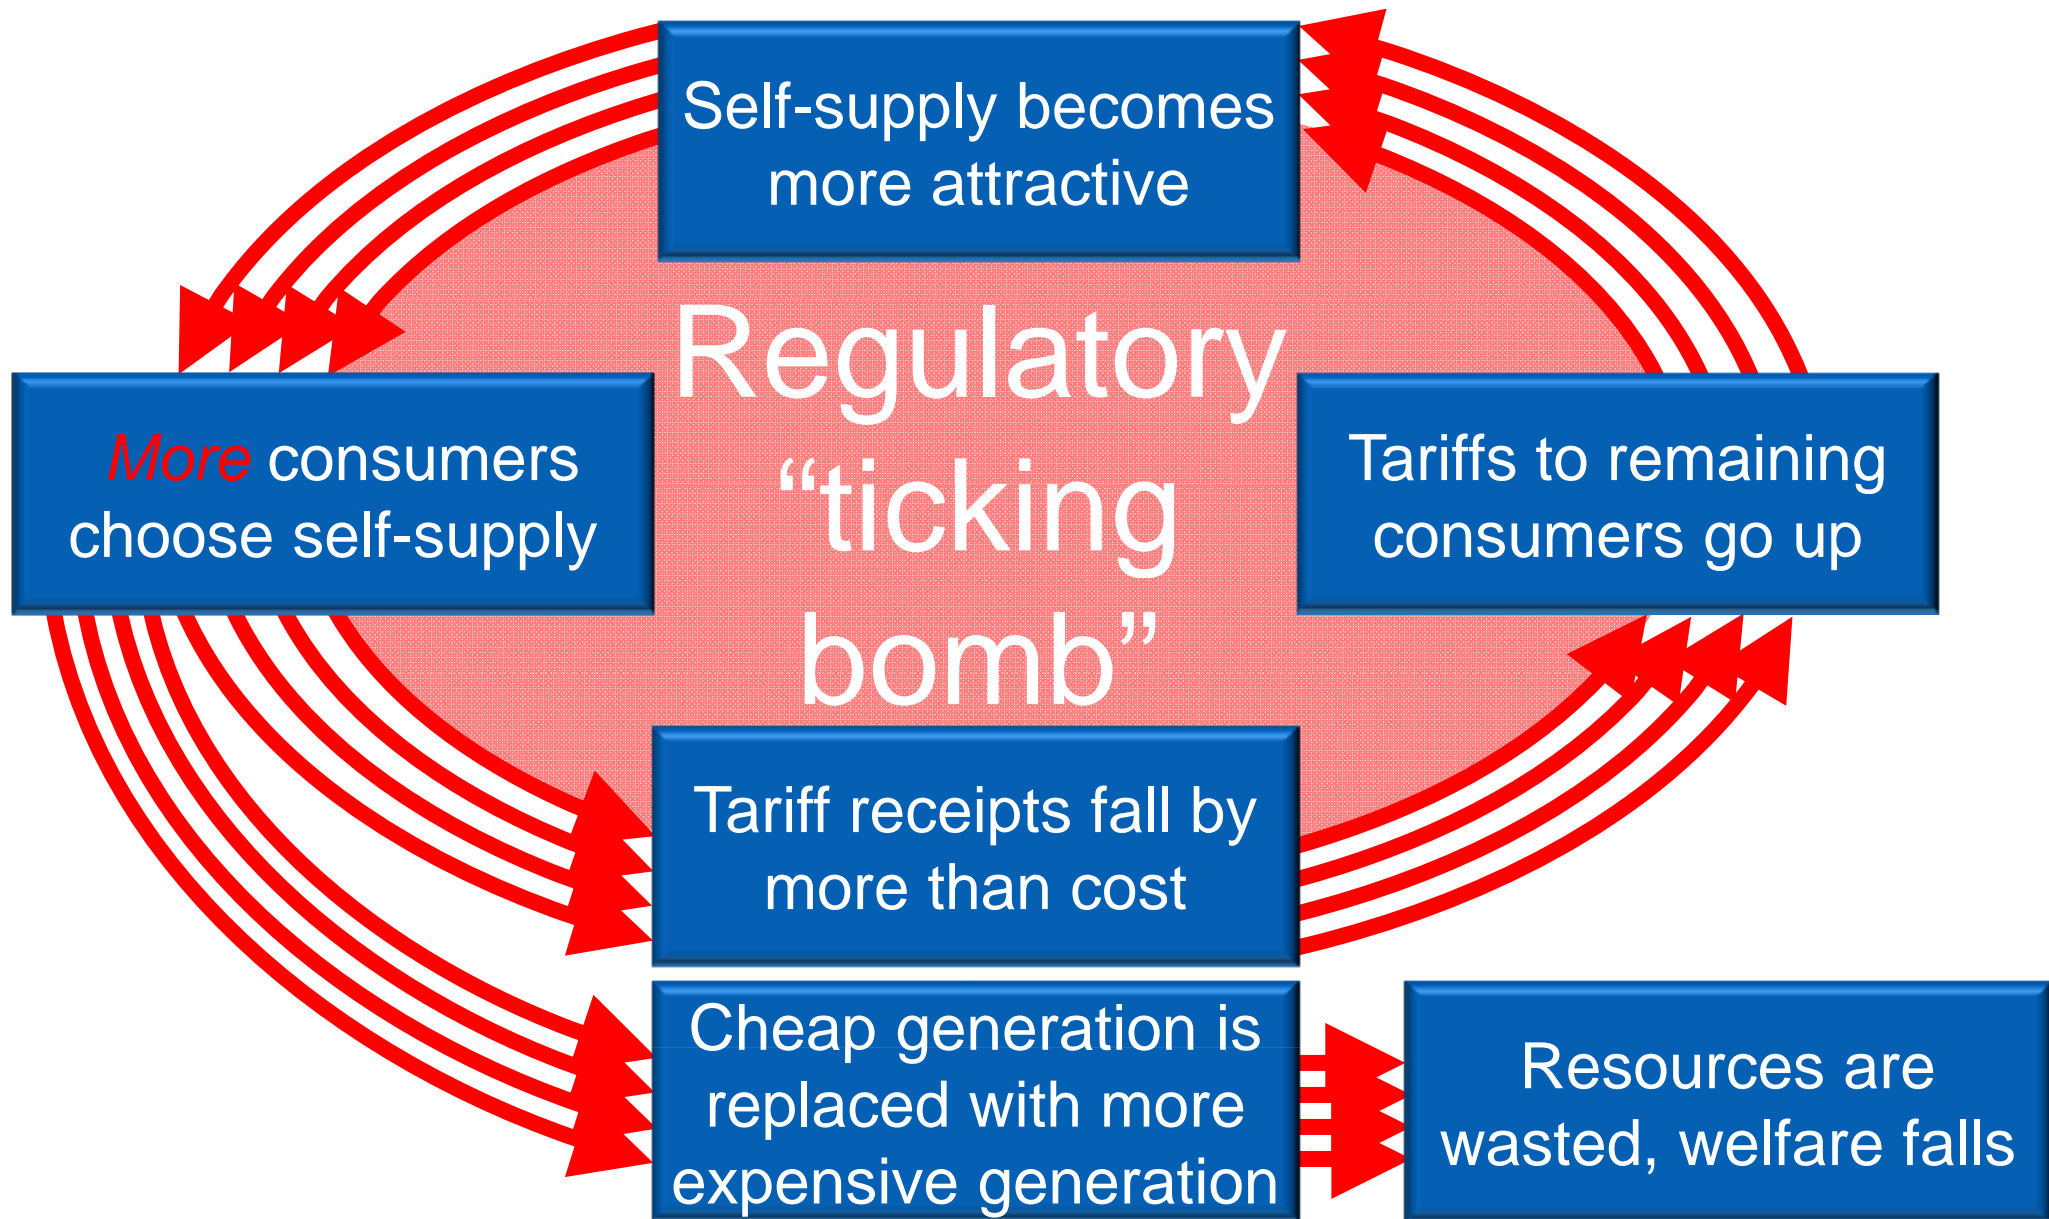 Self-supply becomes
more attractive
Regulatory
“ticking
bomb”
More consumers
choose self-supply
Tariffs to remaining
consumers go up
Tariff receipts fall by
more than cost
Cheap generation is
replaced with more
expensive generation
Resources are
wasted, welfare falls